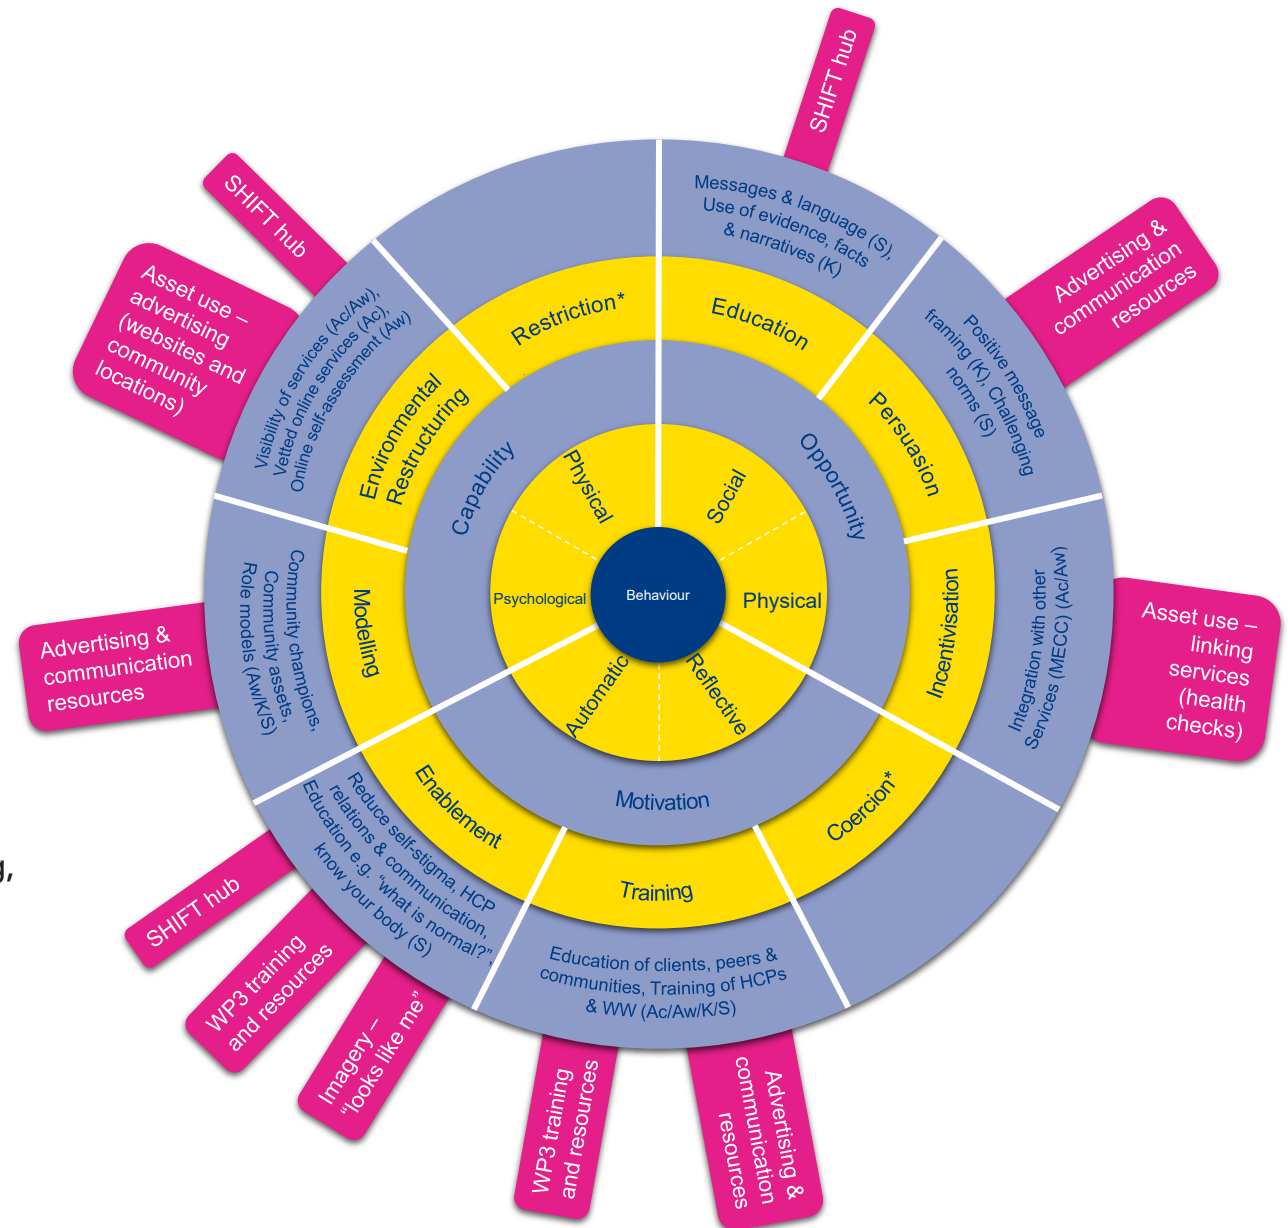 SHIFT hub
Messages & language (S),
Use of evidence, facts
& narratives (K)
Education
Advertising &
communication
resources
Positive message
framing (K), Challenging
norms (S)
Persuasion
Asset use –
linking
services
(health
checks)
Integration with other
Services (MECC) (Ac/Aw)
Incentivisation
Coercion*
Advertising &
communication
resources
WP3 training
and resources
Education of clients, peers &
communities, Training of HCPs
& WW (Ac/Aw/K/S)
Training
Imagery –
“looks like me”
WP3 training
and resources
SHIFT hub
Reduce self-stigma, HCP
relations & communication,
Education e.g. “what is normal?”,
know your body (S)
Enablement
Advertising &
communication
resources
Community champions,
Community assets,
Role models (Aw/K/S)
Modelling
Asset use –
advertising
(websites and
community
locations)
SHIFT hub
Visibility of services (Ac/Aw),
Vetted online services (Ac),
Online self-assessment (Aw)
Environmental
Restructuring
Restriction*
Capability
Opportunity
Motivation
Physical
Social
Psychological
Physical
Automatic
Reflective
Behaviour